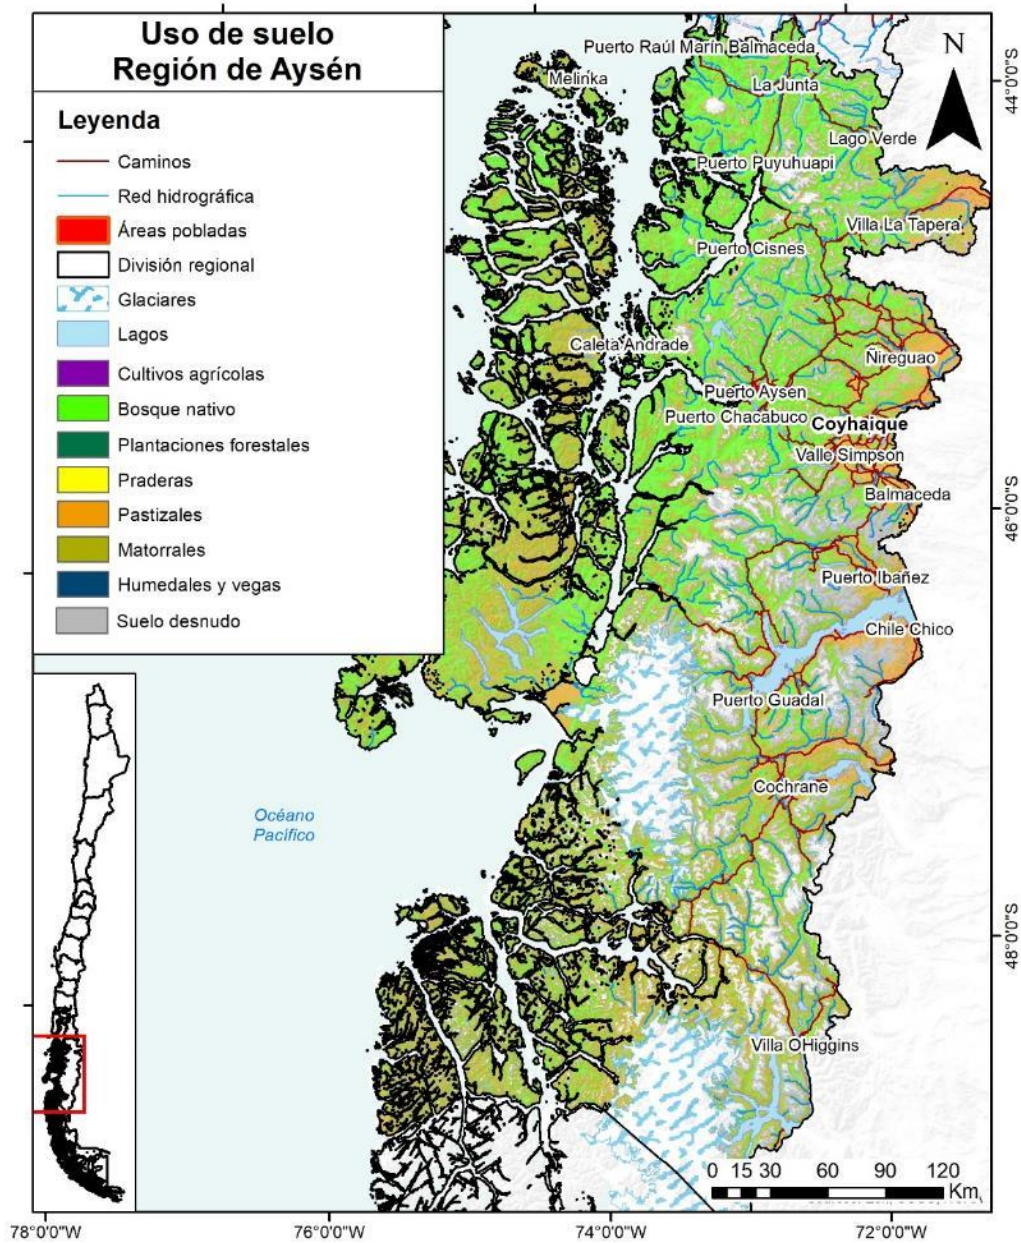 Uso de suelo
Región de Aysén
Leyenda
Caminos
Red hidrográfica
Áreas pobladas
División regional
Glaciares
Lagos
Cultivos agrícolas
Bosque nativo
Plantaciones forestales
Praderas
Pastizales
Matorrales
Humedales y vegas
Suelo desnudo
N
Puerto Raúl Marín Balmaceda
Melinka
La Junta
Lago Verde
Puerto Puyuhuapi
Villa La Tapera
Puerto Cisnes
Caleta Andrade
Ñireguao
Puerto Aysen
Puerto Chacabuco
Coyhaique
Valle Simpson
Balmaceda
Puerto Ibañez
Chile Chico
Puerto Guadal
Cochrane
Océano
Pacífico
Villa OHiggins
0 15 30 60 90 120
Km
44°0'0"S
46°0'0"S
48°0'0"S
78°0'0"W
76°0'0"W
74°0'0"W
72°0'0"W